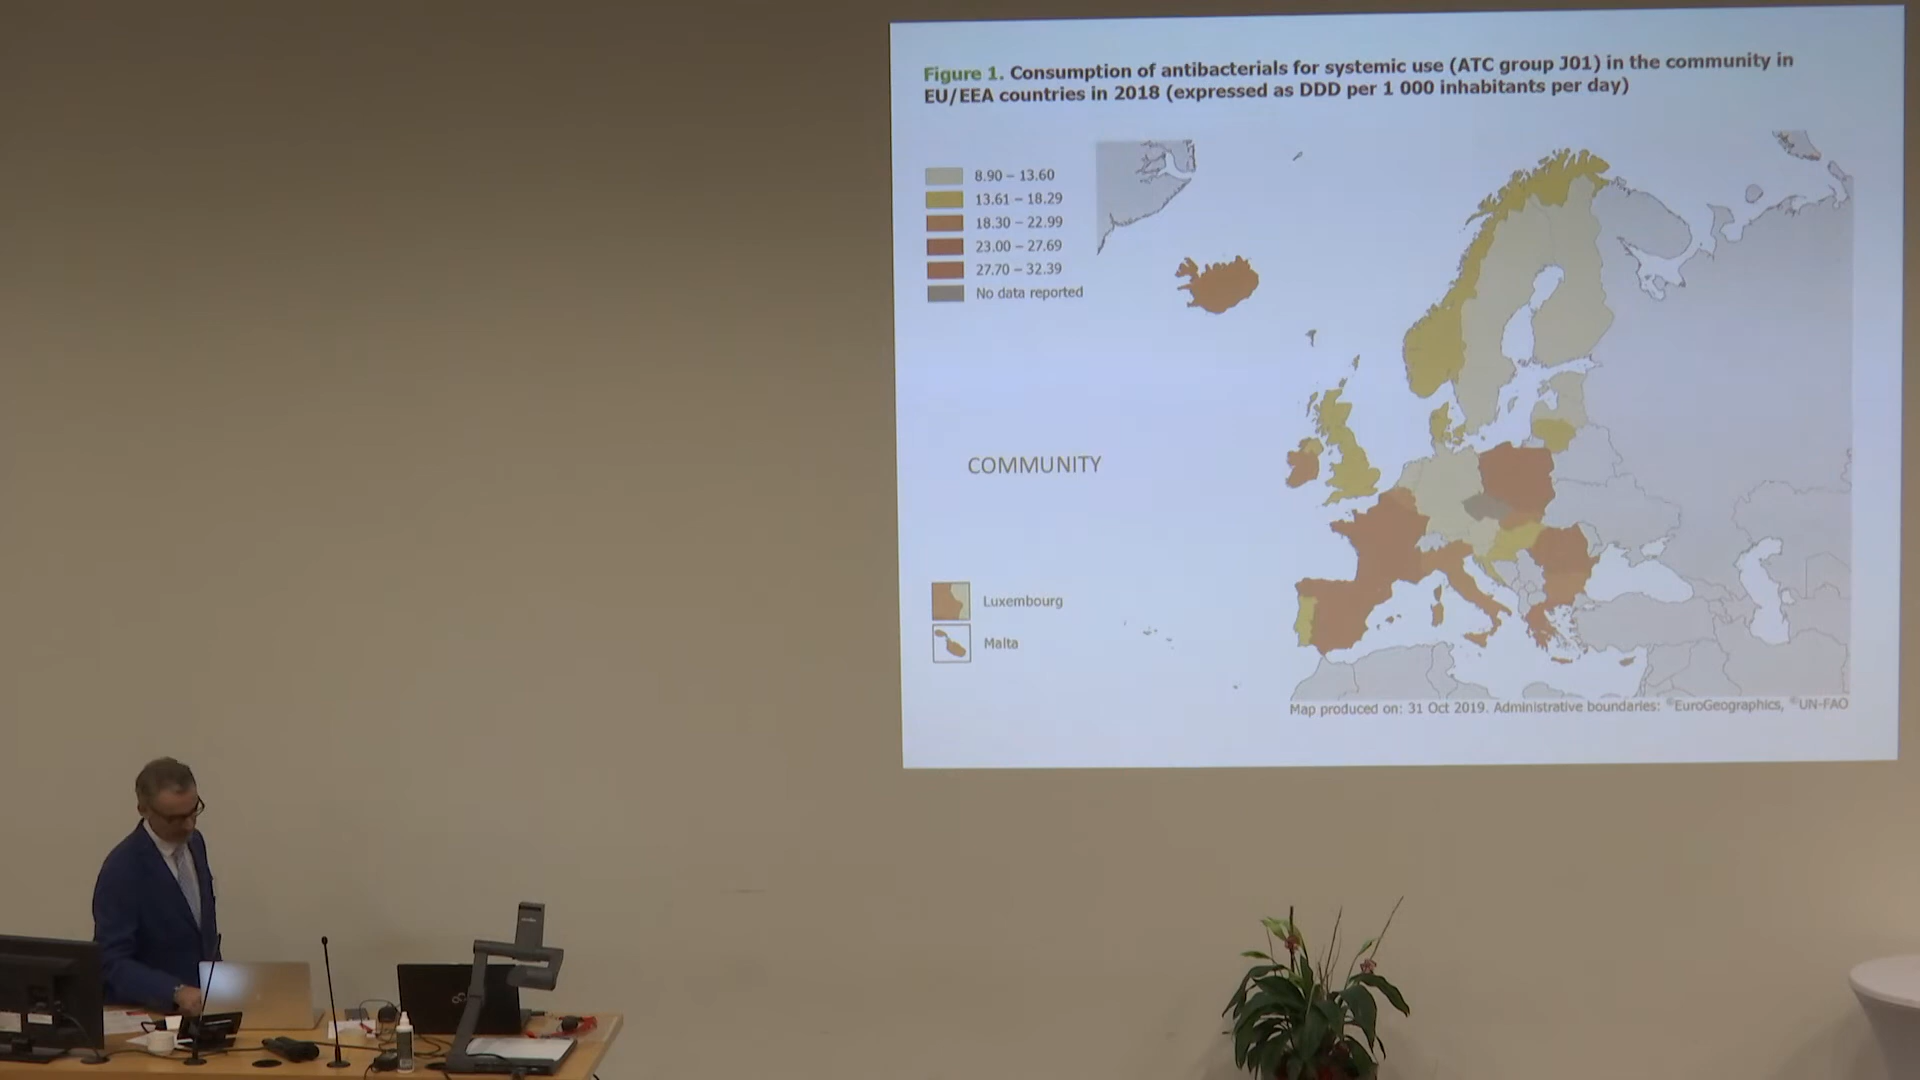 Figure 1. Consumption of antibacterials for systemic use (ATC group J01) in the community in
EU/EEA countries in 2018 (expressed as DDD per 1 000 inhabitants per day)
8.90 – 13.60
13.61 – 18.29
18.30 – 22.99
23.00 – 27.69
27.70 – 32.39
No data reported
COMMUNITY
Luxembourg
Malta
Map produced on: 31 Oct 2019. Administrative boundaries: ©EuroGeographics, ©UN-FAO